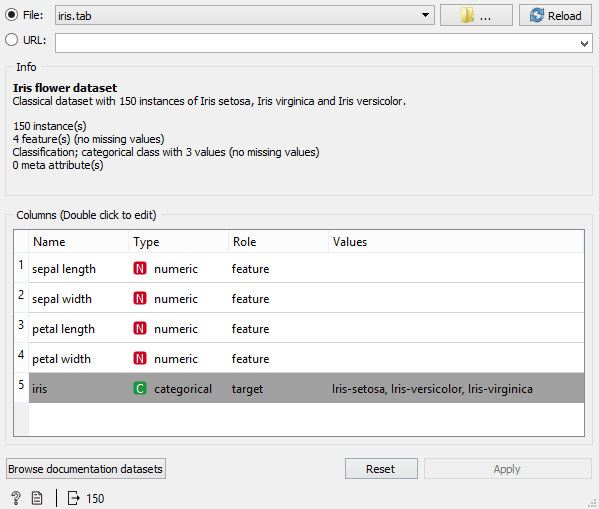 File: iris.tab ... Reload
URL:
Info
Iris flower dataset
Classical dataset with 150 instances of Iris setosa, Iris virginica and Iris versicolor.
150 instance(s)
4 feature(s) (no missing values)
Classification; categorical class with 3 values (no missing values)
0 meta attribute(s)
Columns (Double click to edit)
Name Type Role Values
1 sepal length N numeric feature
2 sepal width N numeric feature
3 petal length N numeric feature
4 petal width N numeric feature
5 iris C categorical target Iris-setosa, Iris-versicolor, Iris-virginica
Browse documentation datasets Reset Apply
? 150